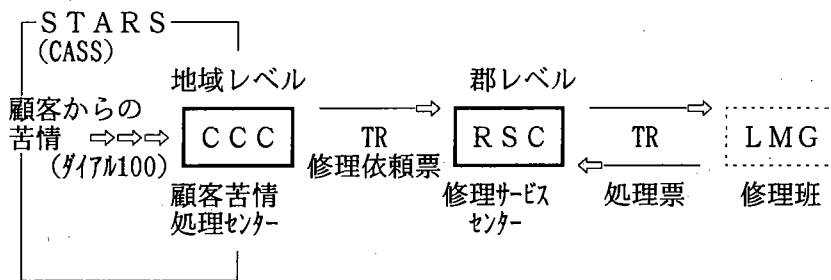 STARS
(CASS)
地域レベル
郡レベル
顧客からの
苦情 ⇨⇨⇨
(ダイアル100)
CCC
TR
修理依頼票
RSC
TR
処理票
LMG
顧客苦情
処理センター
修理サービス
センター
修理班